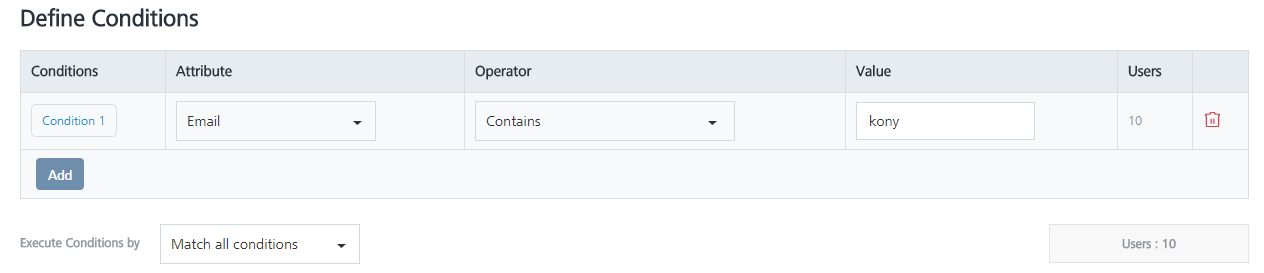 Define Conditions
Conditions Attribute Operator Value Users
Condition 1 Email Contains kony 10
Add
Execute Conditions by Match all conditions Users : 10